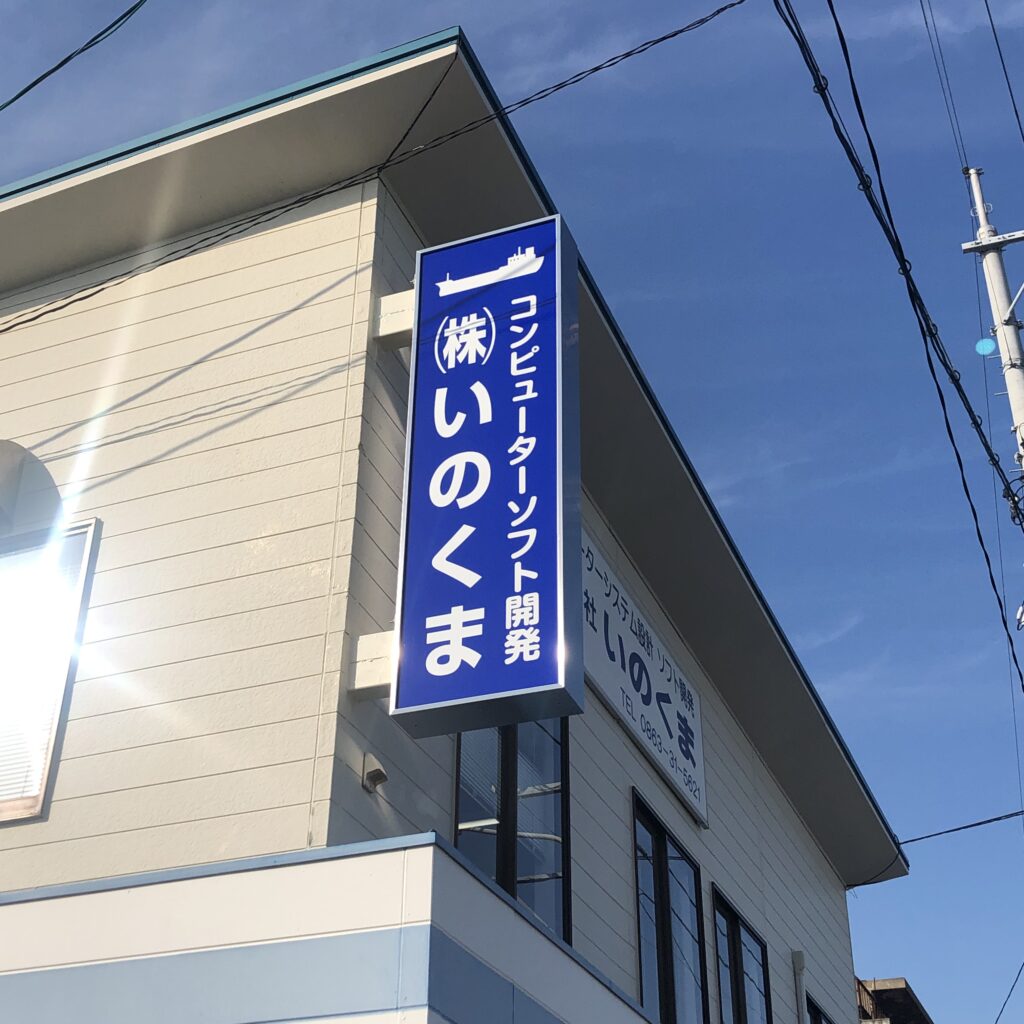 コンピューターソフト開発
㈱いのくま
ーターシステム設計 ソフト開発
社 いのくま
TEL 0863-31-5621